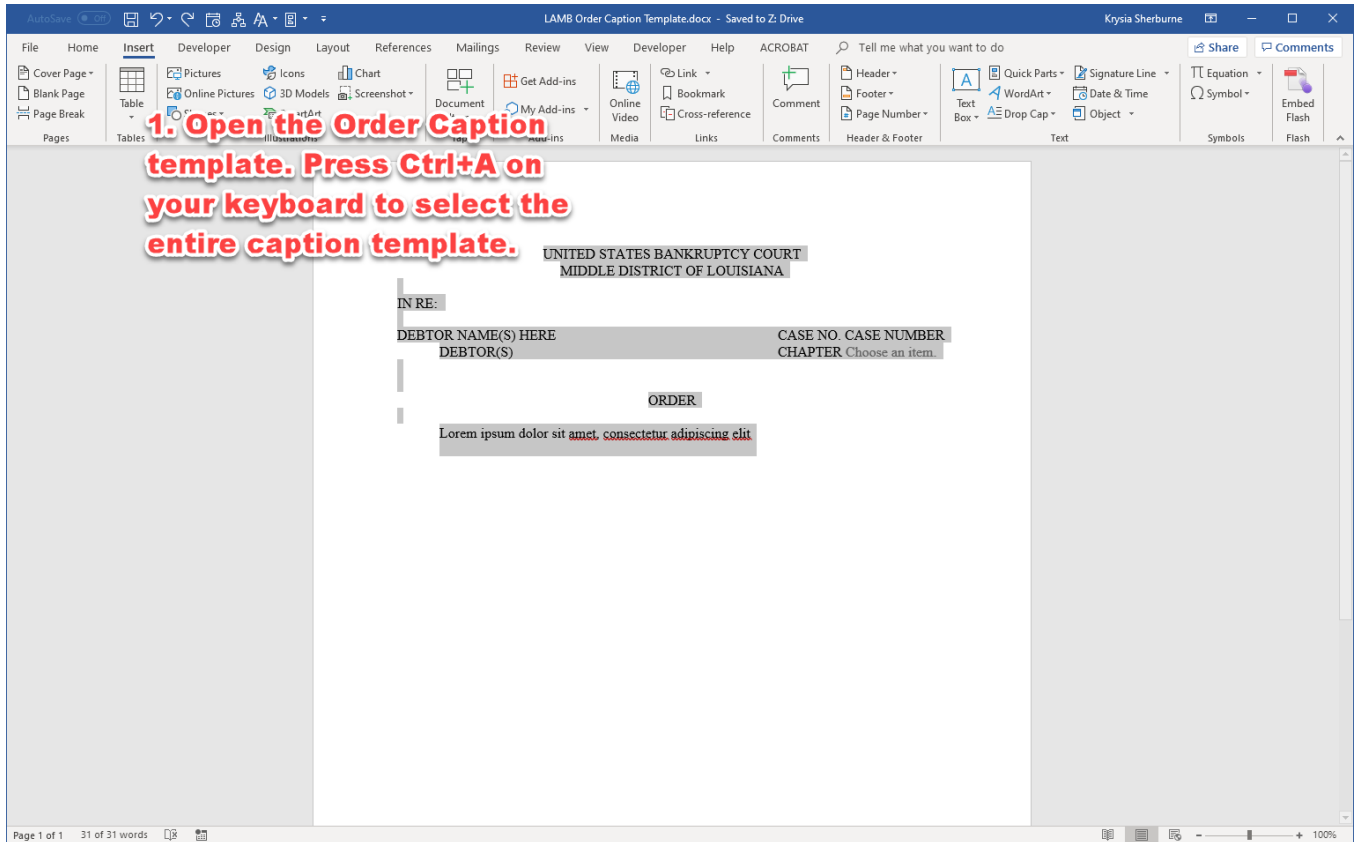 AutoSave Off LAMB Order Caption Template.docx - Saved to Z: Drive Krysia Sherburne
File Home Insert Developer Design Layout References Mailings Review View Developer Help ACROBAT Tell me what you want to do Share Comments
Cover Page
Blank Page
Page Break
Pages
Table
Tables
Pictures
Online Pictures
Icons
3D Models
Chart
Screenshot
Illustrations
Document
Get Add-ins
My Add-ins
Add-ins
Online
Video
Media
Link
Bookmark
Cross-reference
Links
Comment
Comments
Header
Footer
Page Number
Header & Footer
Text
Box
Quick Parts
WordArt
Drop Cap
Signature Line
Date & Time
Object
Text
Equation
Symbol
Symbols
Embed
Flash
Flash
1. Open the Order Caption
template. Press Ctrl+A on
your keyboard to select the
entire caption template.
UNITED STATES BANKRUPTCY COURT
MIDDLE DISTRICT OF LOUISIANA
IN RE:
DEBTOR NAME(S) HERE CASE NO. CASE NUMBER
DEBTOR(S) CHAPTER Choose an item.
ORDER
Lorem ipsum dolor sit amet, consectetur adipiscing elit
Page 1 of 1 31 of 31 words 100%